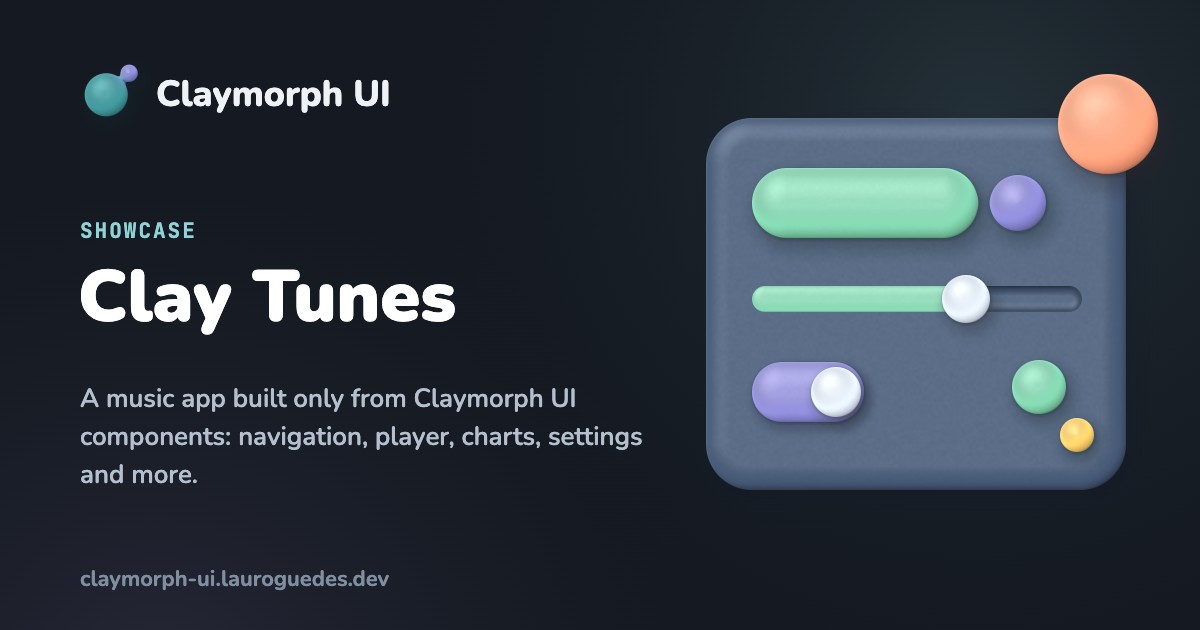 Claymorph UI
SHOWCASE
Clay Tunes
A music app built only from Claymorph UI
components: navigation, player, charts, settings
and more.
claymorph-ui.lauroguedes.dev